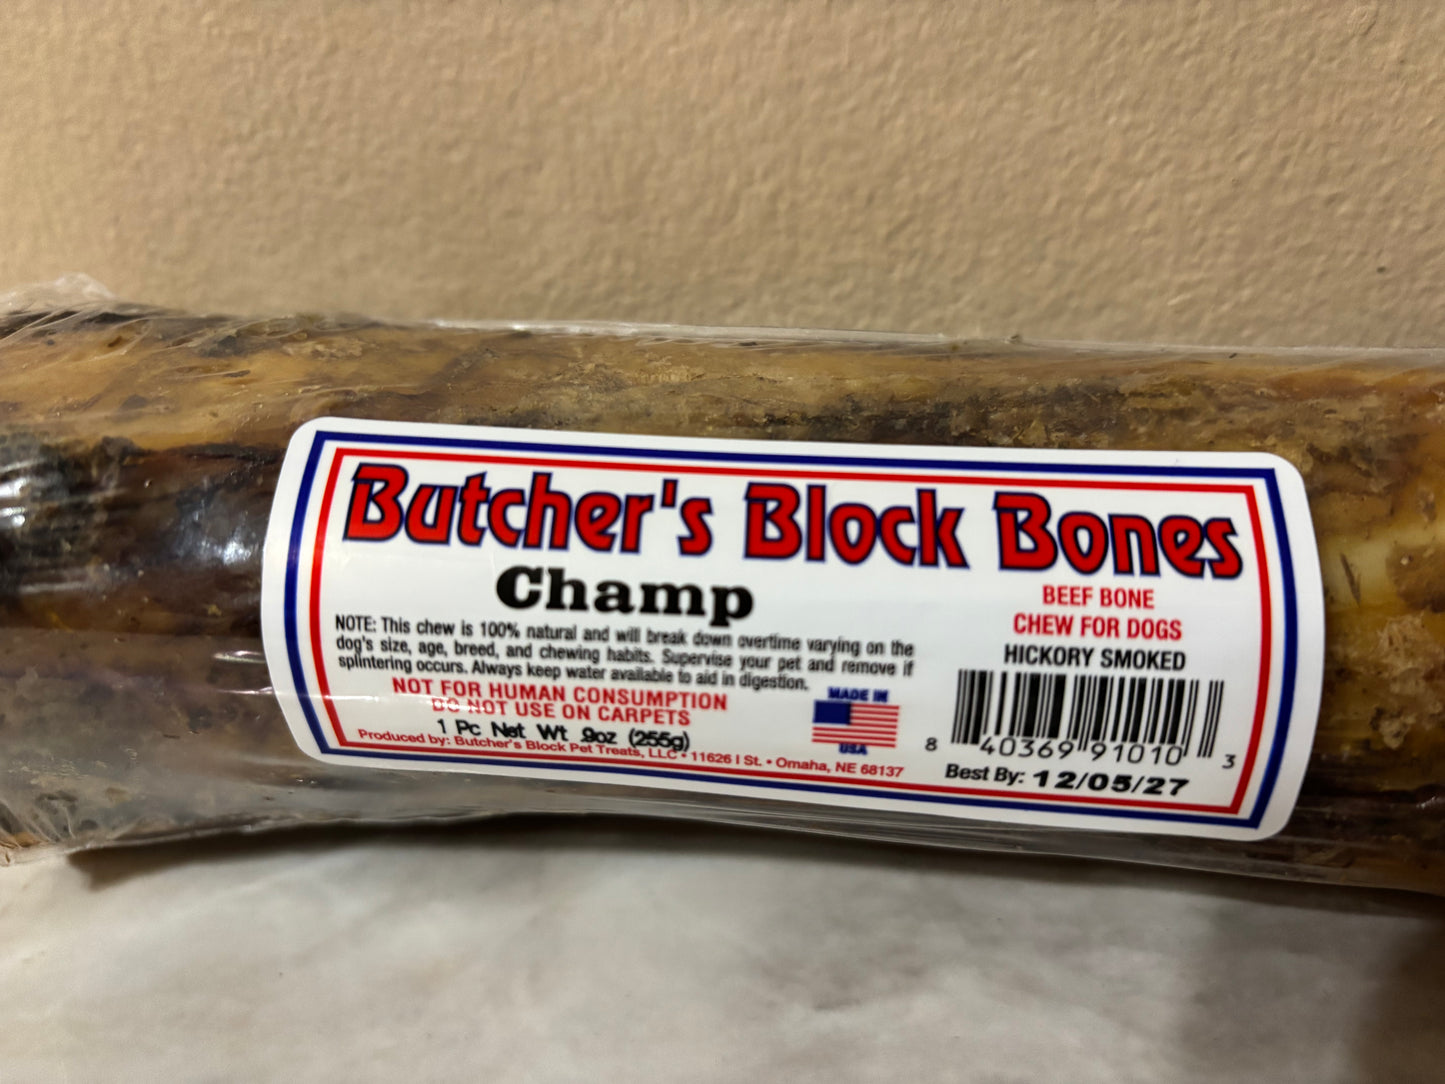 Butcher's Block Bones
Champ
NOTE: This chew is 100% natural and will break down overtime varying on the
dog's size, age, breed, and chewing habits. Supervise your pet and remove if
splintering occurs. Always keep water available to aid in digestion.
NOT FOR HUMAN CONSUMPTION
DO NOT USE ON CARPETS
1 Pc Net Wt 9oz (255g)
Produced by: Butcher's Block Pet Treats, LLC • 11626 I St. • Omaha, NE 68137
MADE IN
USA
BEEF BONE
CHEW FOR DOGS
HICKORY SMOKED
8 40369 91010 3
Best By: 12/05/27